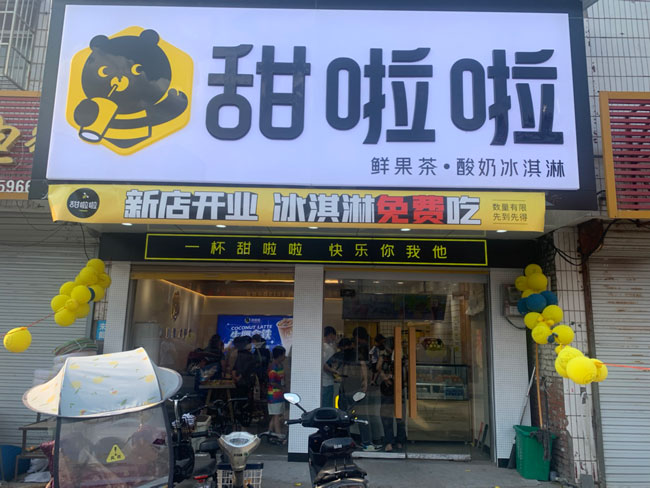 甜啦啦
鲜果茶·酸奶冰淇淋
甜啦啦
新店开业 冰淇淋免费吃
数量有限
先到先得
一杯甜啦啦 快乐你我他
5966
COCONUT LATTE